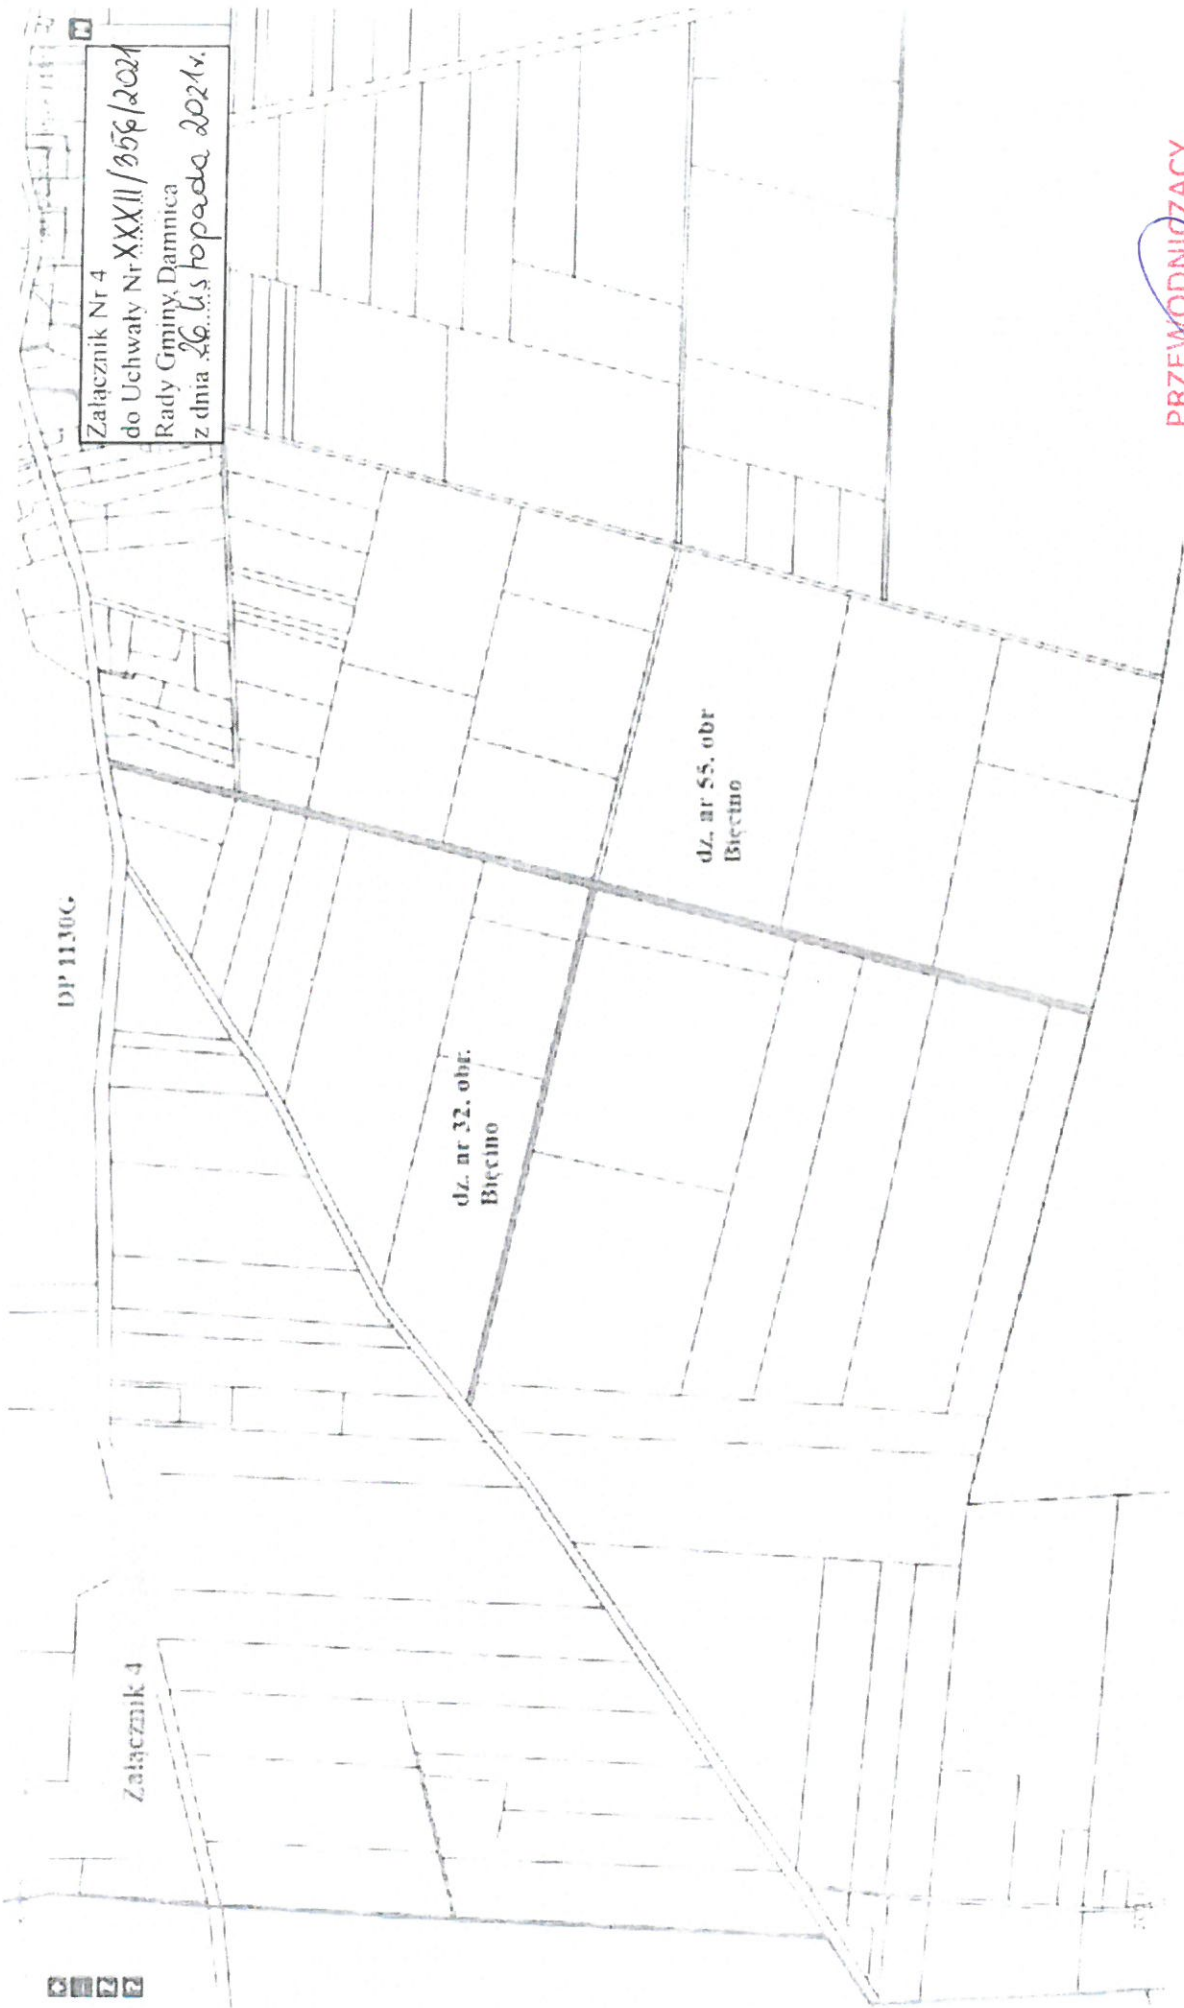 Załącznik Nr 4
do Uchwały Nr XXXII/356/2021
Rady Gminy Damnica
z dnia 26 listopada 2021r.
Załącznik 4
DP 1130G
dz. nr 32. obr.
Bięcino
dz. nr 55. obr
Bięcino
PRZEWODNICZĄCY